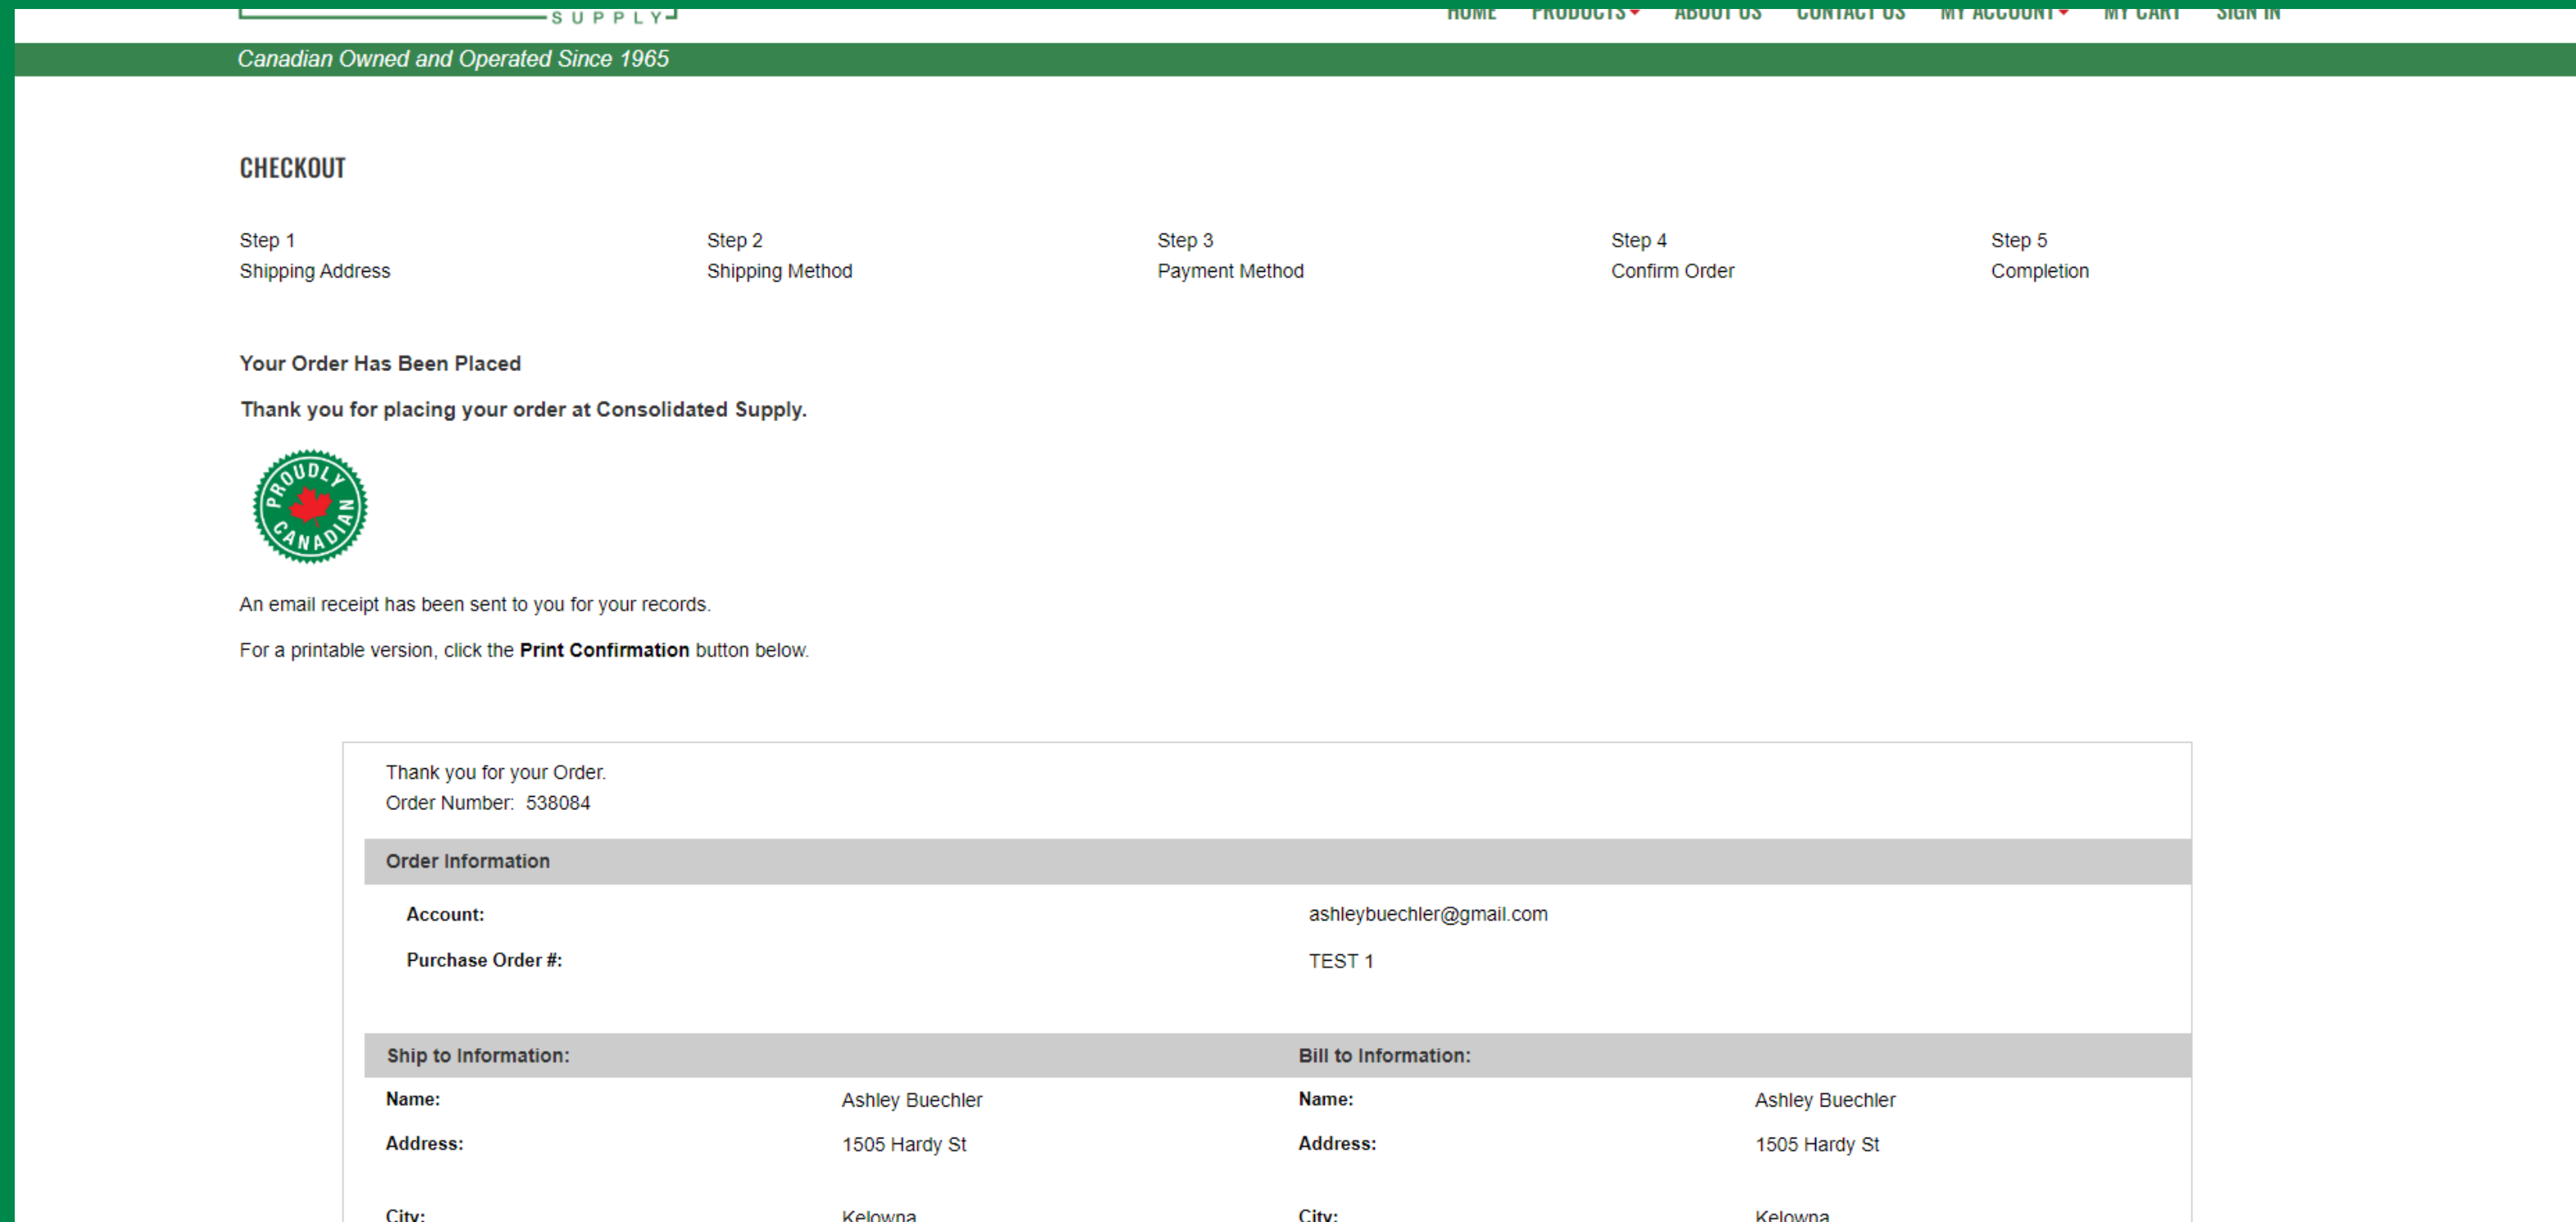 SUPPLY
HOME PRODUCTS ABOUT US CONTACT US MY ACCOUNT MY CART SIGN IN
Canadian Owned and Operated Since 1965
CHECKOUT
Step 1 Step 2 Step 3 Step 4 Step 5
Shipping Address Shipping Method Payment Method Confirm Order Completion
Your Order Has Been Placed
Thank you for placing your order at Consolidated Supply.
PROUDLY CANADIAN
An email receipt has been sent to you for your records.
For a printable version, click the Print Confirmation button below.
Thank you for your Order.
Order Number: 538084
Order Information
Account: ashleybuechler@gmail.com
Purchase Order #: TEST 1
Ship to Information: Bill to Information:
Name: Ashley Buechler Name: Ashley Buechler
Address: 1505 Hardy St Address: 1505 Hardy St
City: Kelowna City: Kelowna